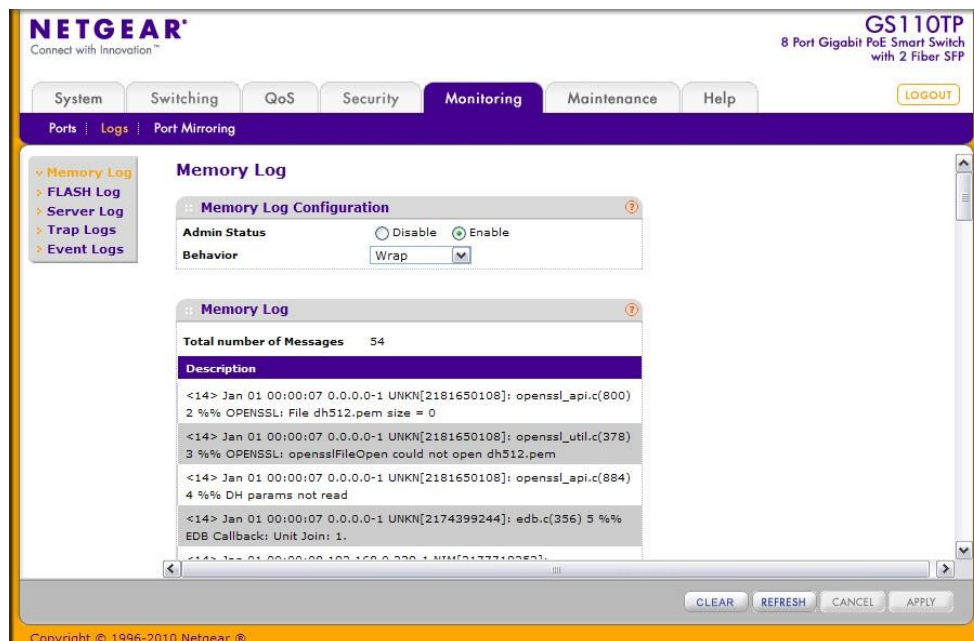 NETGEAR®
Connect with Innovation™
GS110TP
8 Port Gigabit PoE Smart Switch
with 2 Fiber SFP
System
Switching
QoS
Security
Monitoring
Maintenance
Help
LOGOUT
Ports
Logs
Port Mirroring
Memory Log
FLASH Log
Server Log
Trap Logs
Event Logs
Memory Log
Memory Log Configuration
Admin Status Disable Enable
Behavior Wrap
Memory Log
Total number of Messages 54
Description
<14> Jan 01 00:00:07 0.0.0.0-1 UNKN[2181650108]: openssl_api.c(800)
2 %% OPENSSL: File dh512.pem size = 0
<14> Jan 01 00:00:07 0.0.0.0-1 UNKN[2181650108]: openssl_util.c(378)
3 %% OPENSSL: opensslFileOpen could not open dh512.pem
<14> Jan 01 00:00:07 0.0.0.0-1 UNKN[2181650108]: openssl_api.c(884)
4 %% DH params not read
<14> Jan 01 00:00:07 0.0.0.0-1 UNKN[2174399244]: edb.c(356) 5 %%
EDB Callback: Unit Join: 1.
CLEAR
REFRESH
CANCEL
APPLY
Copyright © 1996-2010 Netgear ®